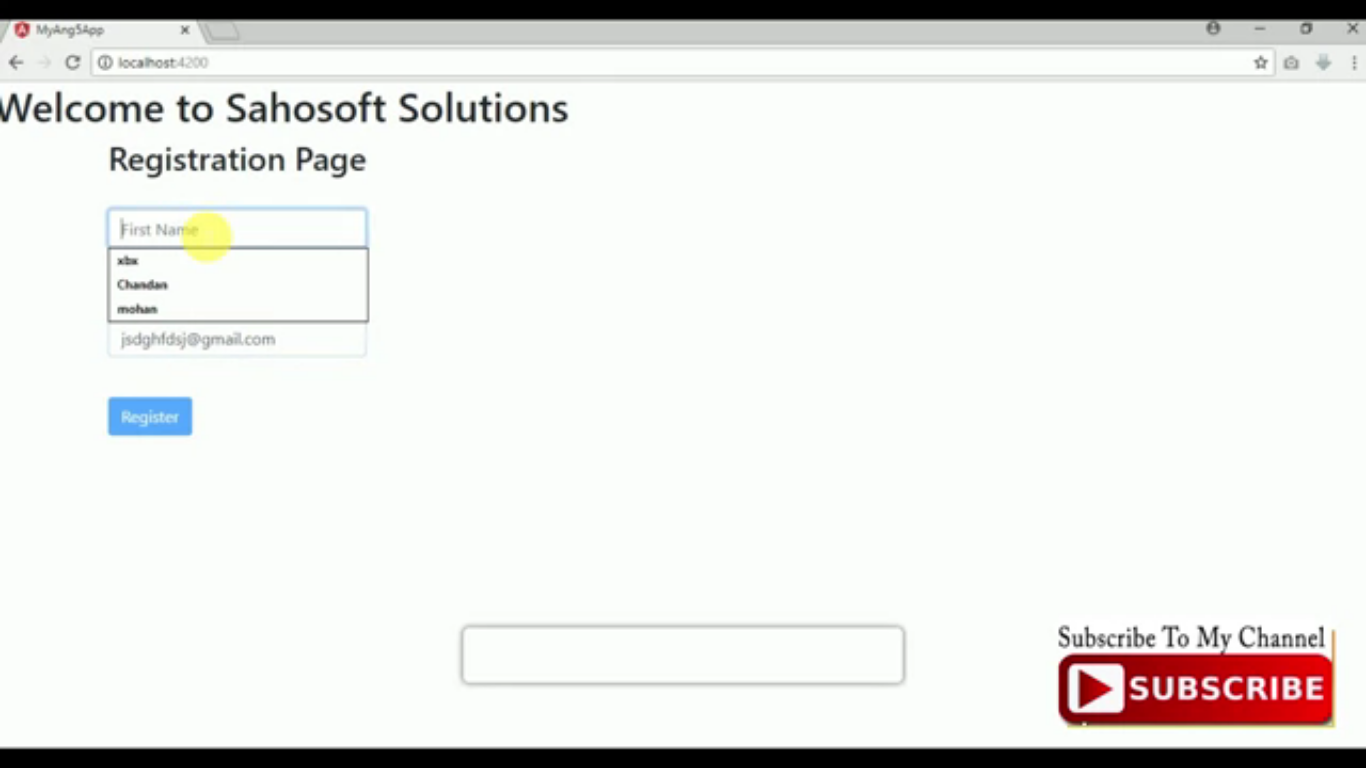 MyAng5App
localhost:4200
Welcome to Sahosoft Solutions
Registration Page
First Name
xbx
Chandan
mohan
jsdghfdsj@gmail.com
Register
Subscribe To My Channel
SUBSCRIBE